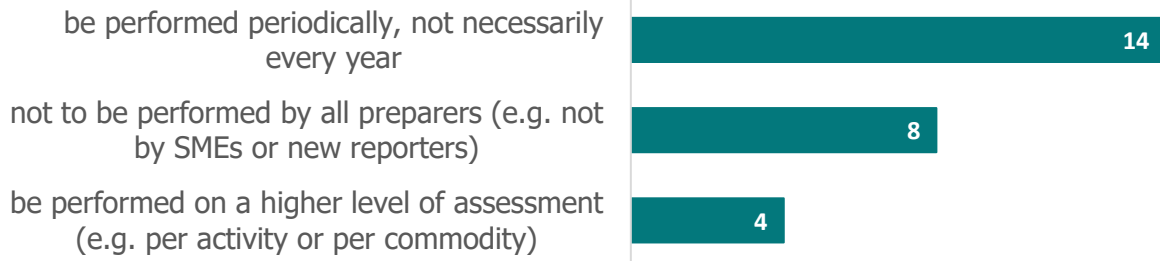 be performed periodically, not necessarily
every year
14
not to be performed by all preparers (e.g. not
by SMEs or new reporters)
8
be performed on a higher level of assessment
(e.g. per activity or per commodity)
4